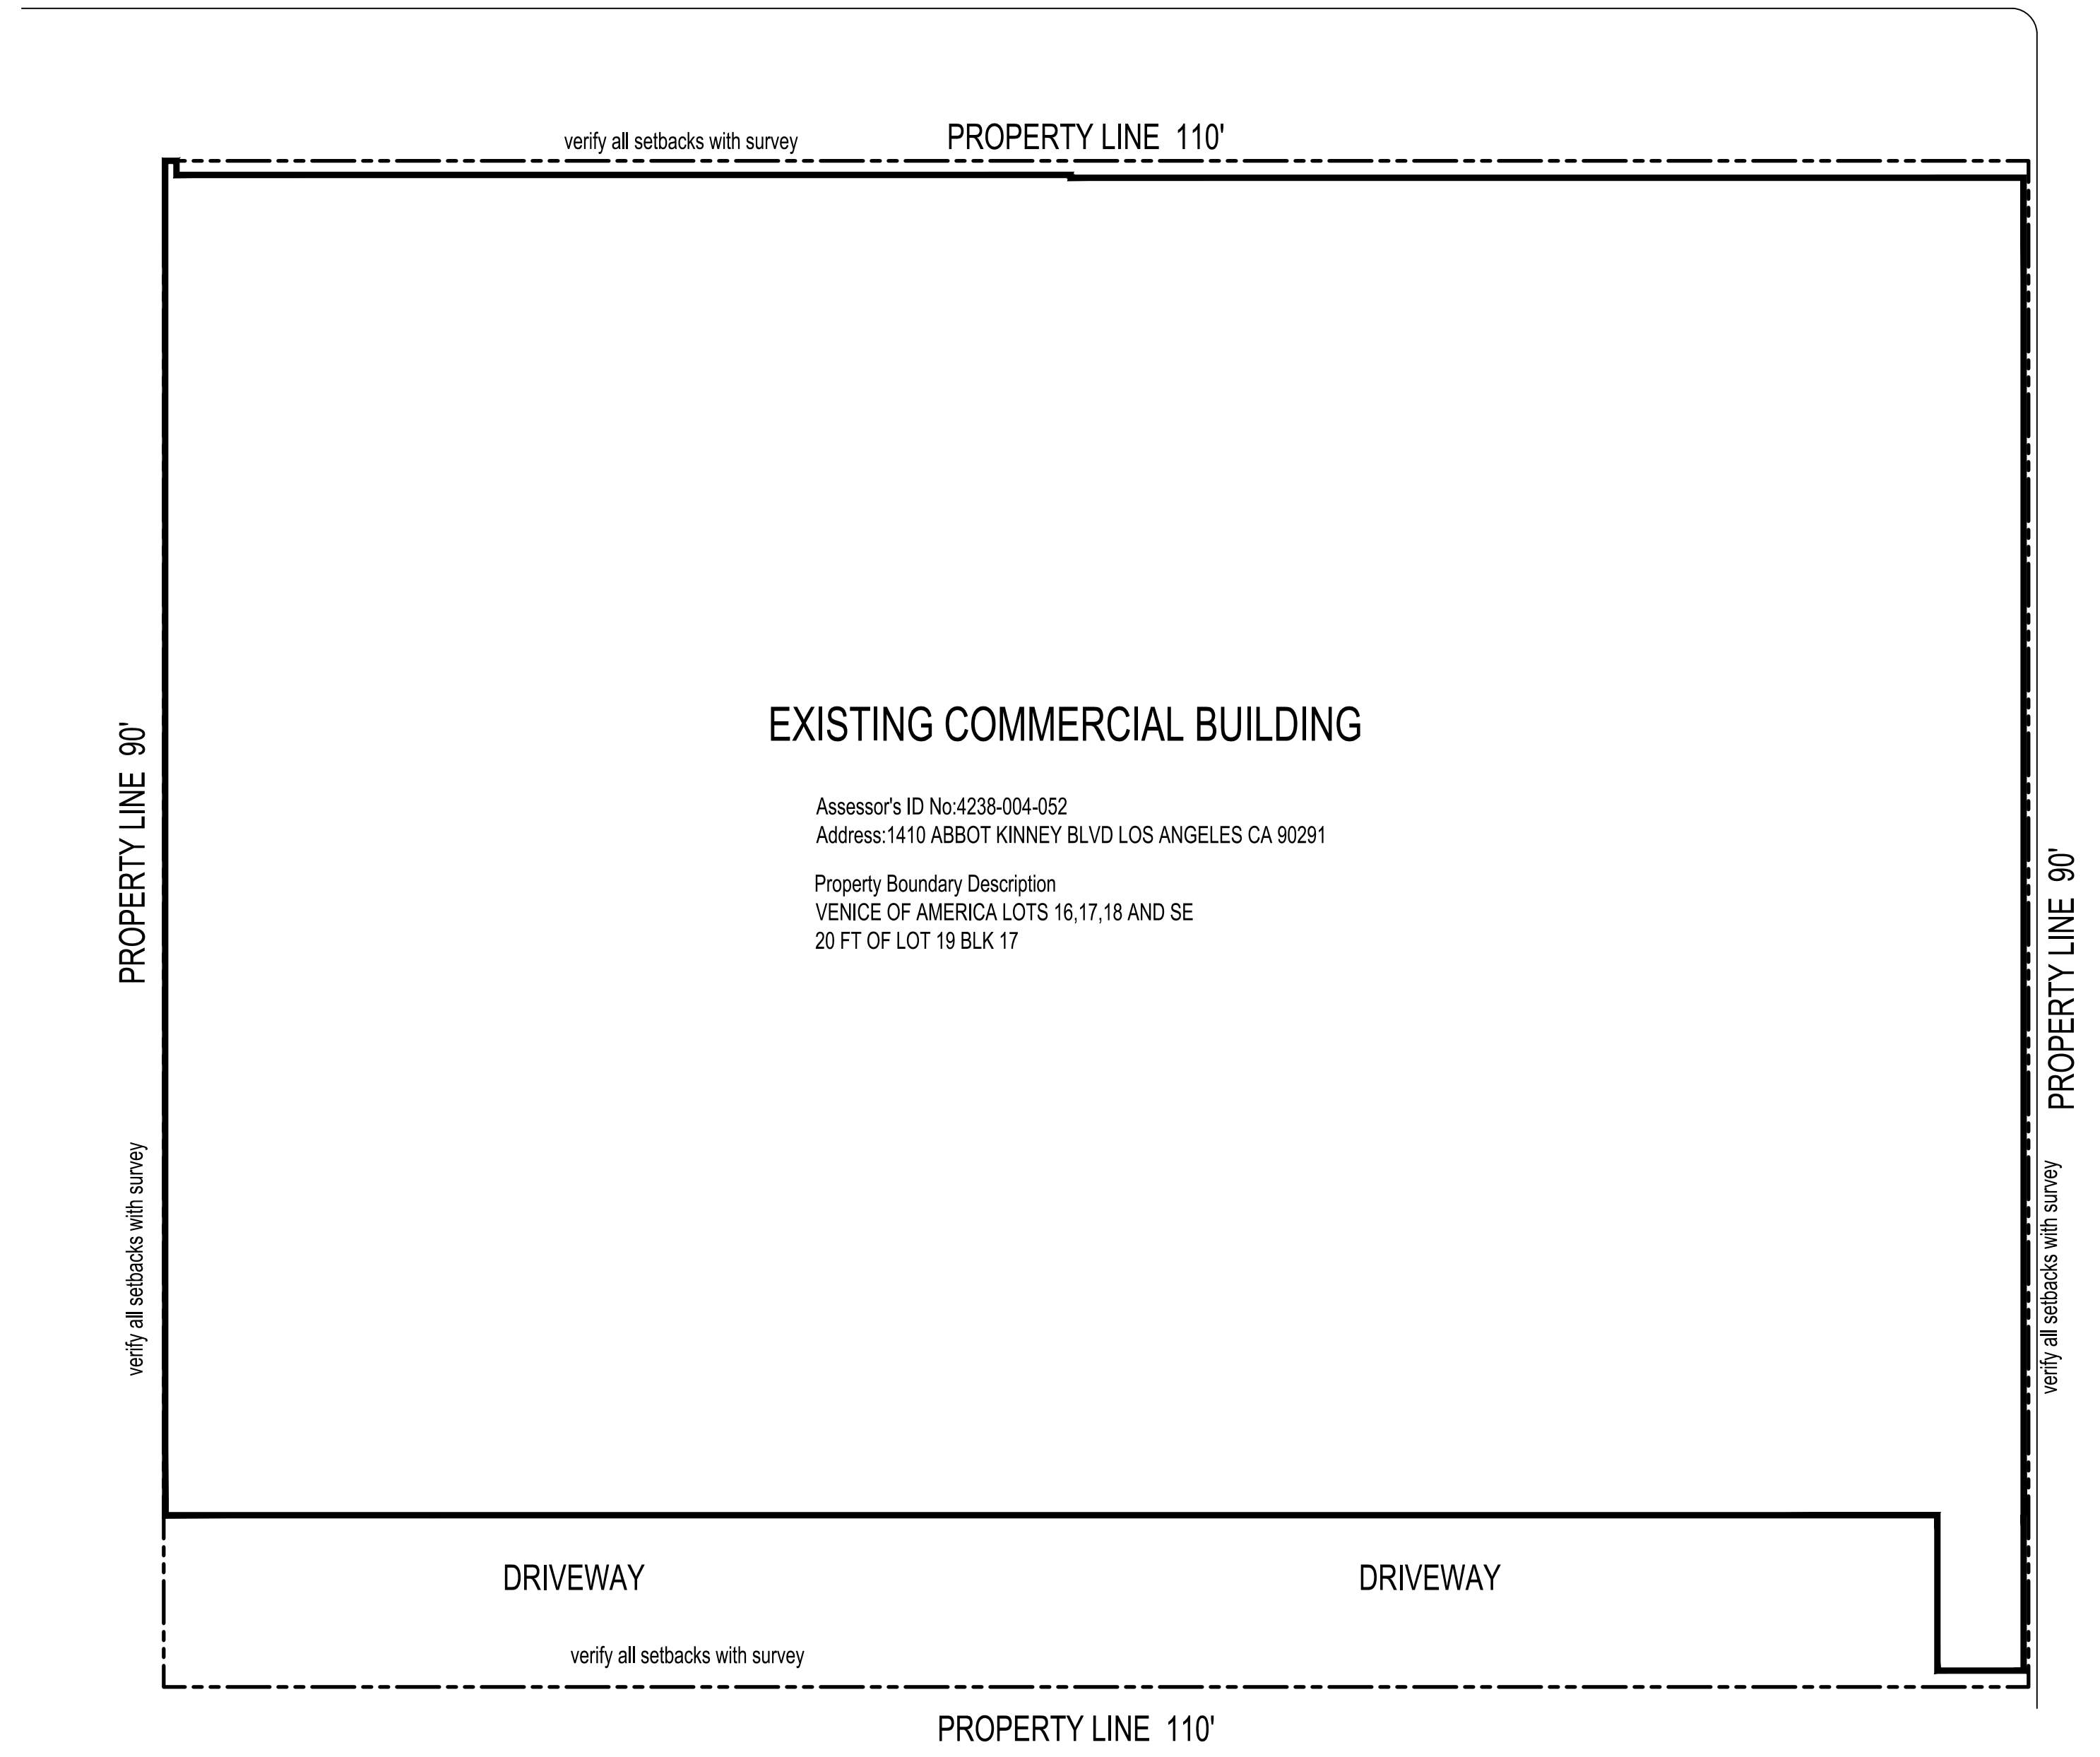 verify all setbacks with survey
PROPERTY LINE 110'
EXISTING COMMERCIAL BUILDING
PROPERTY LINE 90'
Assessor's ID No:4238-004-052
Address:1410 ABBOT KINNEY BLVD LOS ANGELES CA 90291
Property Boundary Description
VENICE OF AMERICA LOTS 16,17,18 AND SE
20 FT OF LOT 19 BLK 17
PROPERTY LINE 90'
verify all setbacks with survey
verify all setbacks with survey
DRIVEWAY
DRIVEWAY
verify all setbacks with survey
PROPERTY LINE 110'